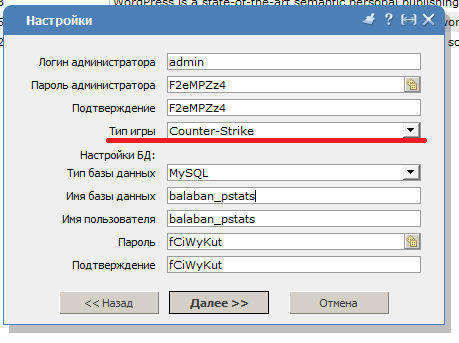 WordPress is a state-of-the-art semantic personal publishing
Настройки
Логин администратора admin
Пароль администратора F2eMPZz4
Подтверждение F2eMPZz4
Тип игры Counter-Strike
Настройки БД:
Тип базы данных MySQL
Имя базы данных balaban_pstats
Имя пользователя balaban_pstats
Пароль fCiWyKut
Подтверждение fCiWyKut
<< Назад Далее >> Отмена